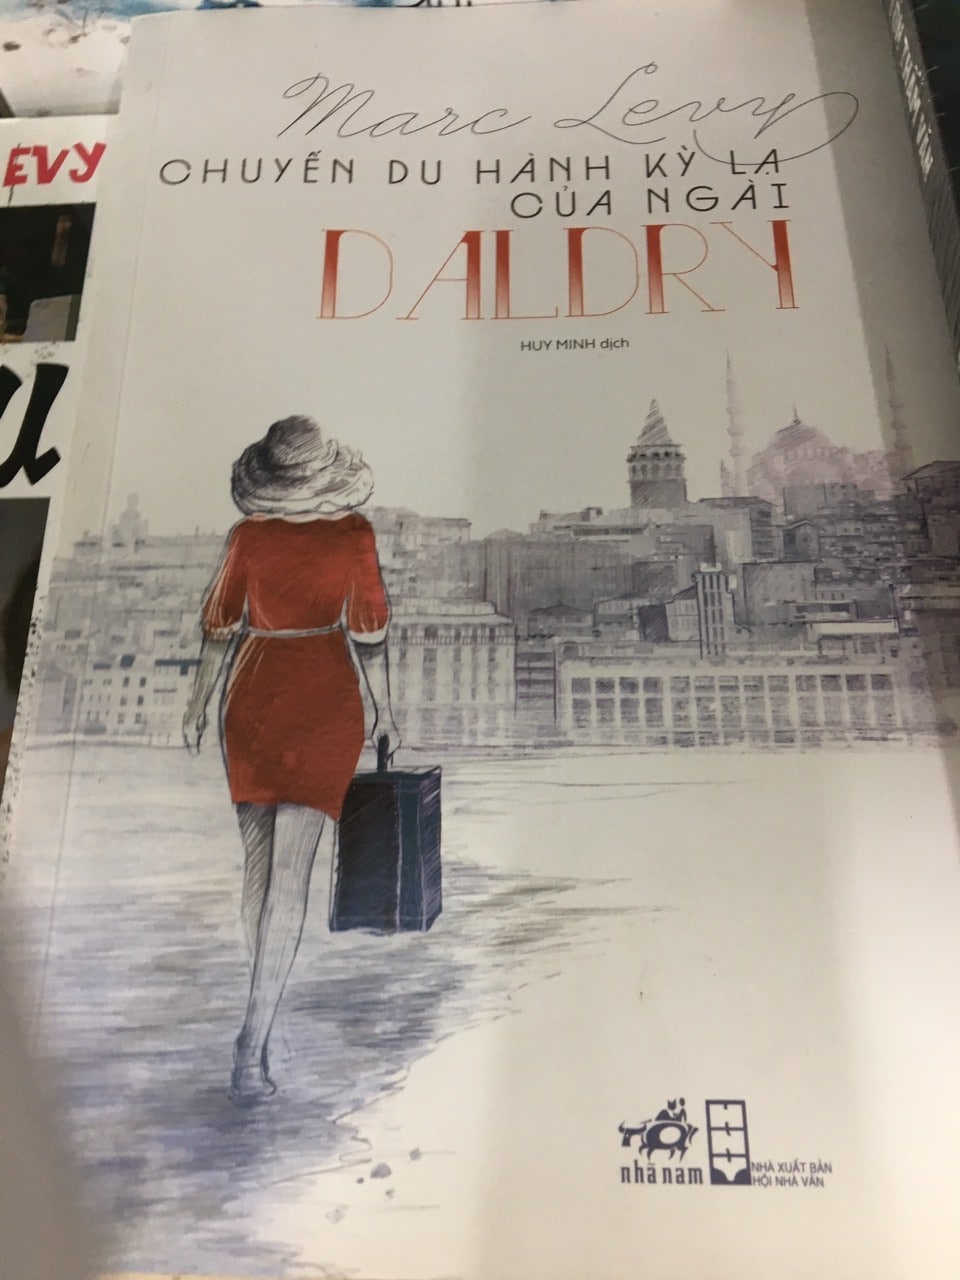 Marc Levy
CHUYẾN DU HÀNH KỲ LẠ
CỦA NGÀI
DALDRY
HUY MINH dịch
EVY
u
nhã nam
NHÀ XUẤT BẢN
HỘI NHÀ VĂN